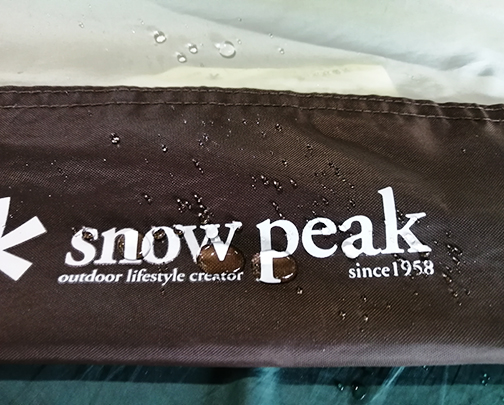 snow peak
outdoor lifestyle creator
since1958